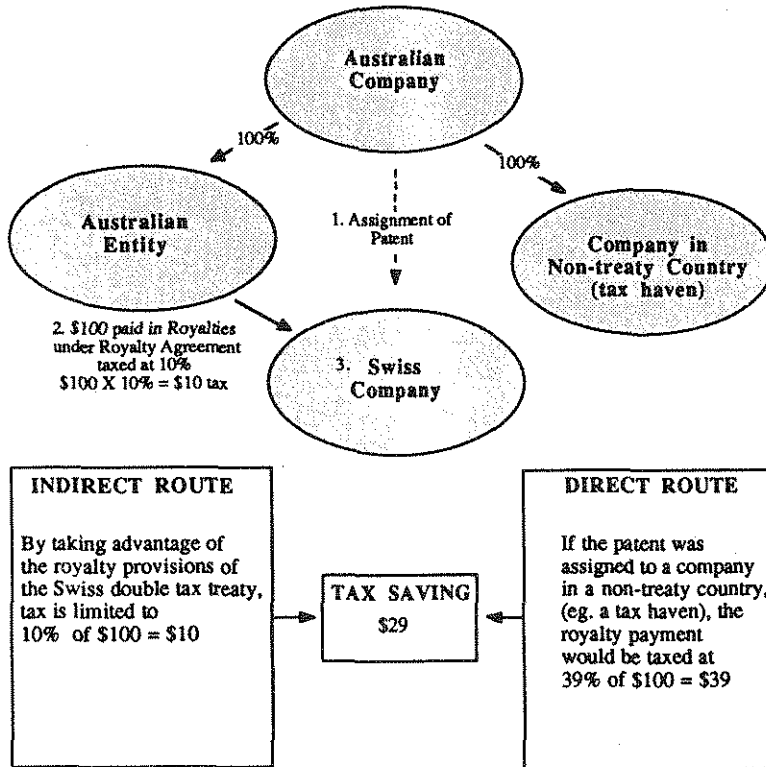 Australian
Company
100%
100%
Australian
Entity
1. Assignment of
Patent
Company in
Non-treaty Country
(tax haven)
2. $100 paid in Royalties
under Royalty Agreement
taxed at 10%
$100 X 10% = $10 tax
3. Swiss
Company
INDIRECT ROUTE
By taking advantage of
the royalty provisions of
the Swiss double tax treaty,
tax is limited to
10% of $100 = $10
TAX SAVING
$29
DIRECT ROUTE
If the patent was
assigned to a company
in a non-treaty country,
(eg. a tax haven), the
royalty payment
would be taxed at
39% of $100 = $39